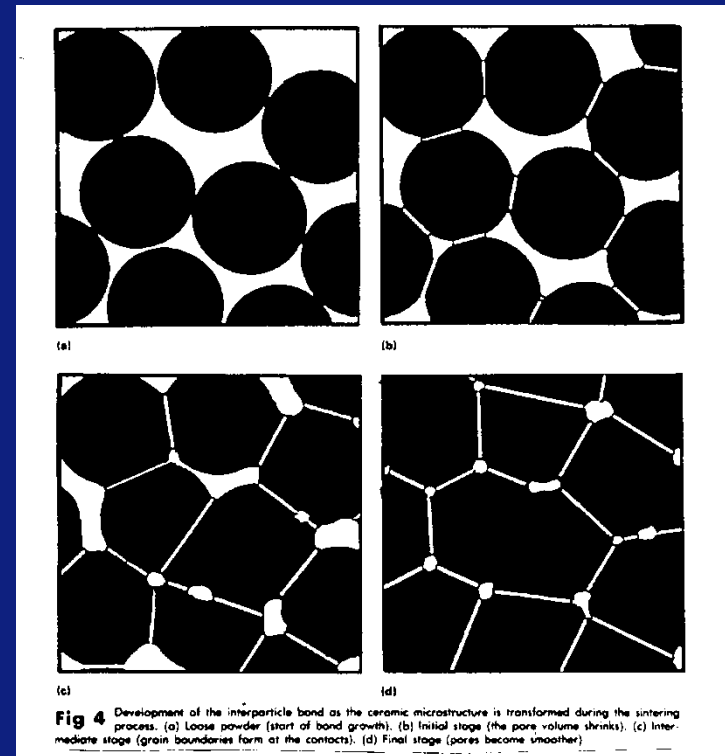 (a)
(b)
(c)
(d)
Fig 4 Development of the interparticle bond as the ceramic microstructure is transformed during the sintering
process. (a) Loose powder (start of bond growth). (b) Initial stage (the pore volume shrinks). (c) Inter-
mediate stage (grain boundaries form at the contacts). (d) Final stage (pores become smoother)